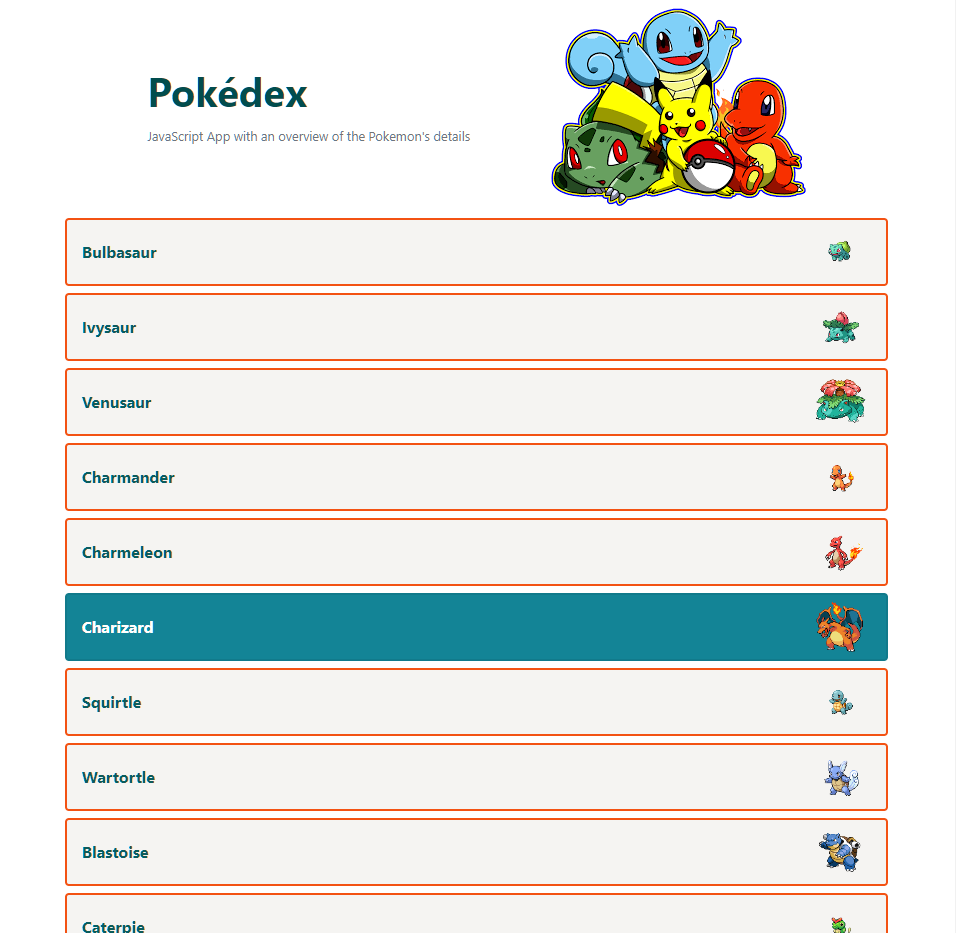 Pokédex
JavaScript App with an overview of the Pokemon's details
Bulbasaur
Ivysaur
Venusaur
Charmander
Charmeleon
Charizard
Squirtle
Wartortle
Blastoise
Caterpie